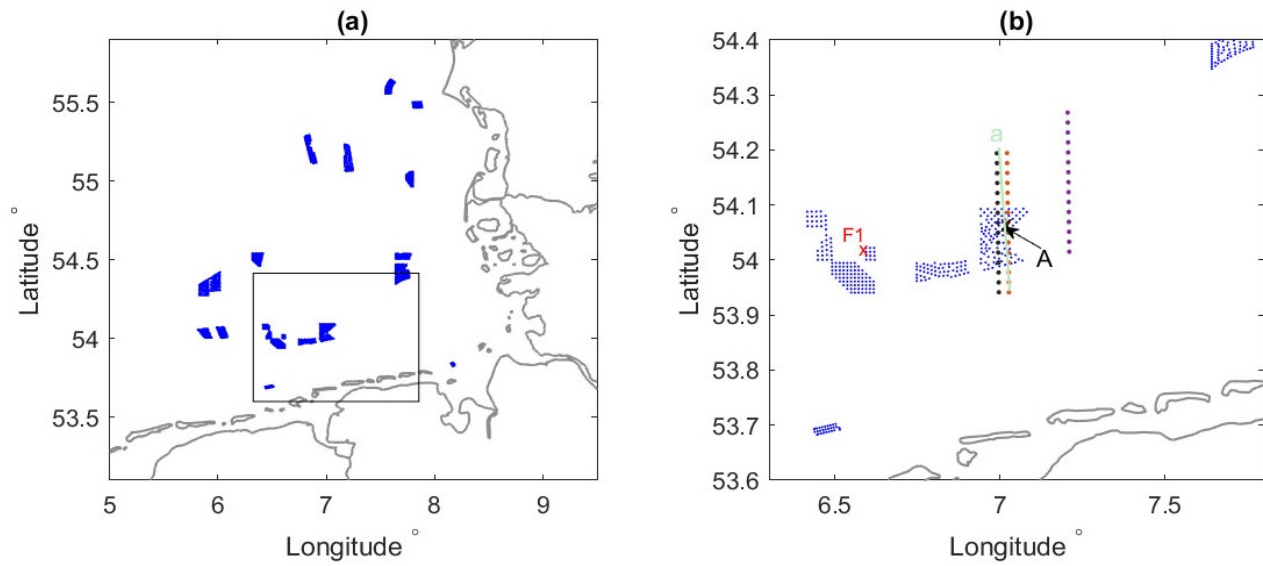 (a)
55.5
55
54.5
54
53.5
Latitude °
5 6 7 8 9
Longitude °
(b)
54.4
54.3
54.2
54.1
54
53.9
53.8
53.7
53.6
Latitude °
a
F1
x
A
6.5 7 7.5
Longitude °